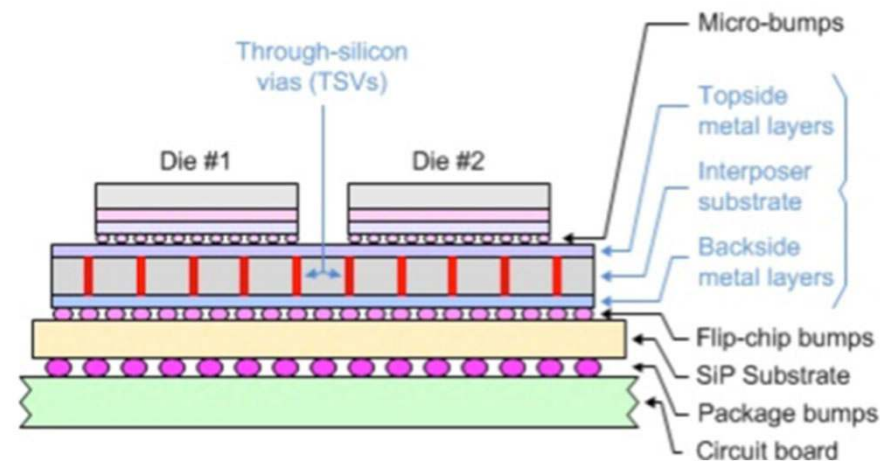 Micro-bumps
Through-silicon
vias (TSVs)
Topside
metal layers
Die #1
Die #2
Interposer
substrate
Backside
metal layers
Flip-chip bumps
SiP Substrate
Package bumps
Circuit board